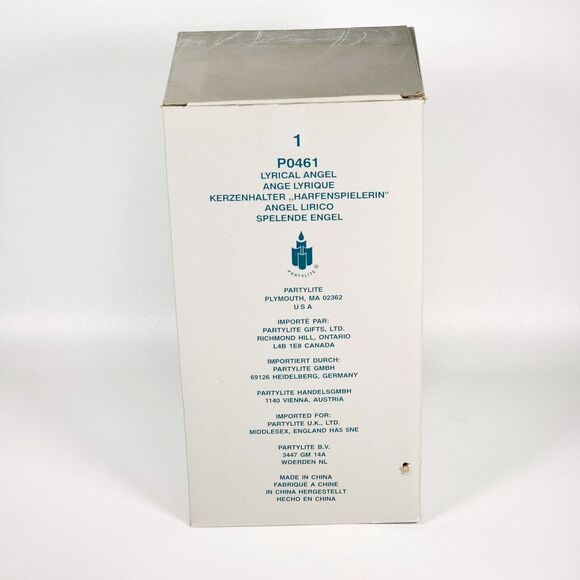 1
P0461
LYRICAL ANGEL
ANGE LYRIQUE
KERZENHALTER „HARFENSPIELERIN"
ANGEL LIRICO
SPELENDE ENGEL
PARTYLITE®
PARTYLITE
PLYMOUTH, MA 02362
U S A
IMPORTÉ PAR:
PARTYLITE GIFTS, LTD.
RICHMOND HILL, ONTARIO
L4B 1E8 CANADA
IMPORTIERT DURCH:
PARTYLITE GMBH
69126 HEIDELBERG, GERMANY
PARTYLITE HANDELSGMBH
1140 VIENNA, AUSTRIA
IMPORTED FOR:
PARTYLITE U.K., LTD.
MIDDLESEX, ENGLAND HA5 5NE
PARTYLITE B.V.
3447 GM 14A
WOERDEN NL
MADE IN CHINA
FABRIQUÉ A CHINE
IN CHINA HERGESTELLT
HECHO EN CHINA